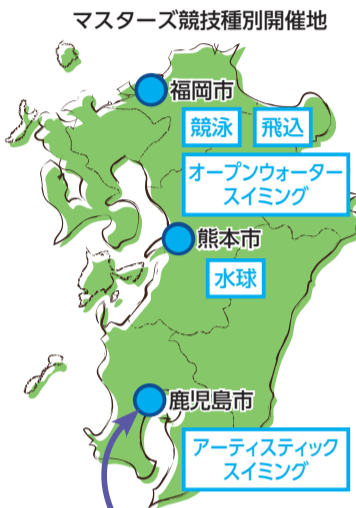 マスターズ競技種別開催地
福岡市
競泳 飛込
オープンウォーター
スイミング
熊本市
水球
鹿児島市
アーティスティック
スイミング